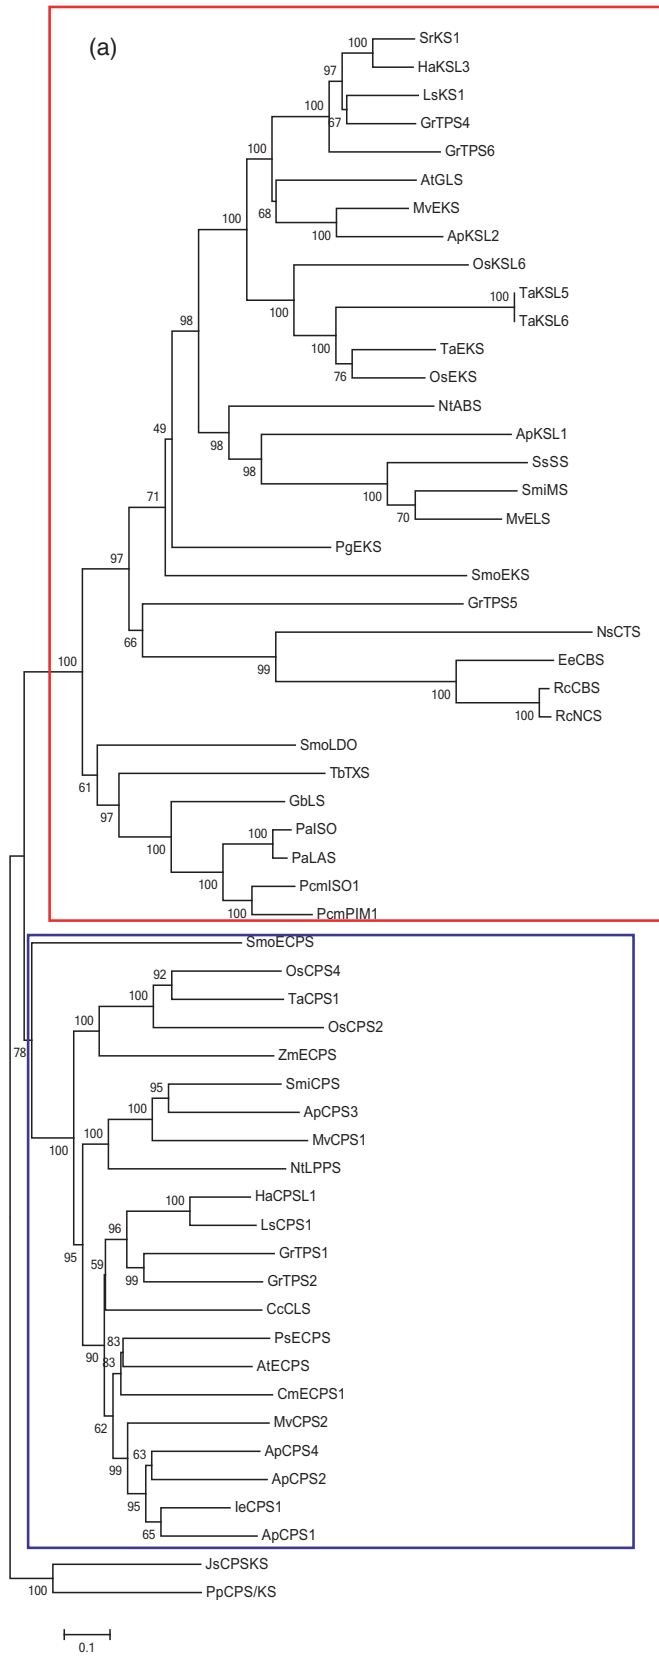 (a)
SrKS1
100
HaKSL3
97
LsKS1
100
67
GrTPS4
GrTPS6
100
AtGLS
68
MvEKS
100
100
ApKSL2
OsKSL6
100
TaKSL5
100
TaKSL6
98
100
TaEKS
76
OsEKS
NtABS
49
98
ApKSL1
98
SsSS
100
SmiMS
71
70
MvELS
PgEKS
97
SmoEKS
GrTPS5
66
NsCTS
99
EeCBS
100
100
RcCBS
100
RcNCS
SmoLDO
61
TbTXS
97
GbLS
100
100
PaISO
PaLAS
100
PcmISO1
100
PcmPIM1
SmoECPS
92
OsCPS4
100
TaCPS1
100
OsCPS2
78
ZmECPS
95
SmiCPS
100
ApCPS3
100
MvCPS1
100
NtLPPS
100
HaCPSL1
96
LsCPS1
95
59
GrTPS1
99
GrTPS2
CcCLS
83
PsECPS
90
83
AtECPS
CmECPS1
62
MvCPS2
63
ApCPS4
99
ApCPS2
95
IeCPS1
65
ApCPS1
JsCPSKS
100
PpCPS/KS
0.1